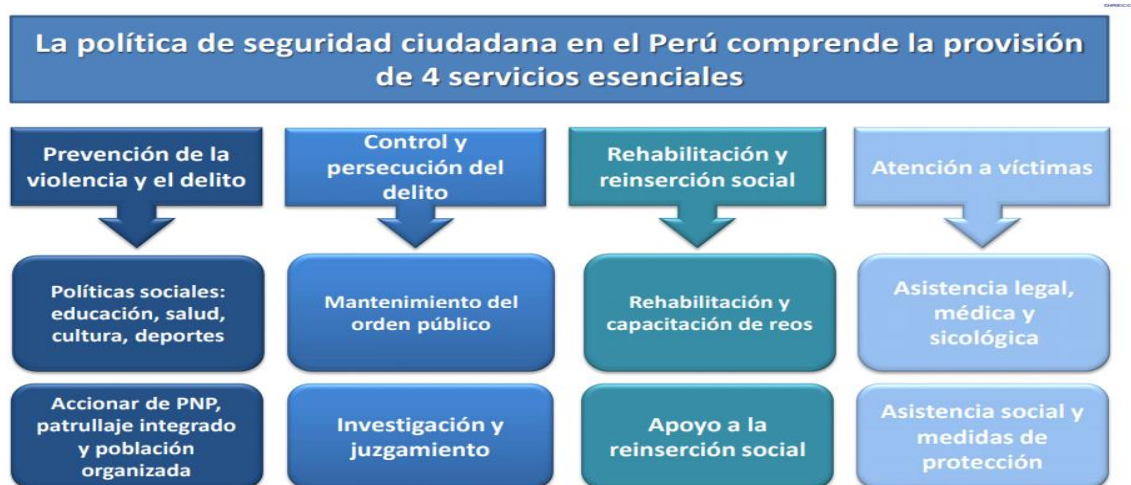 La política de seguridad ciudadana en el Perú comprende la provisión
de 4 servicios esenciales
Prevención de la
violencia y el delito
Control y
persecución del
delito
Rehabilitación y
reinserción social
Atención a víctimas
Políticas sociales:
educación, salud,
cultura, deportes
Mantenimiento del
orden público
Rehabilitación y
capacitación de reos
Asistencia legal,
médica y
sicológica
Accionar de PNP,
patrullaje integrado
y población
organizada
Investigación y
juzgamiento
Apoyo a la
reinserción social
Asistencia social y
medidas de
protección